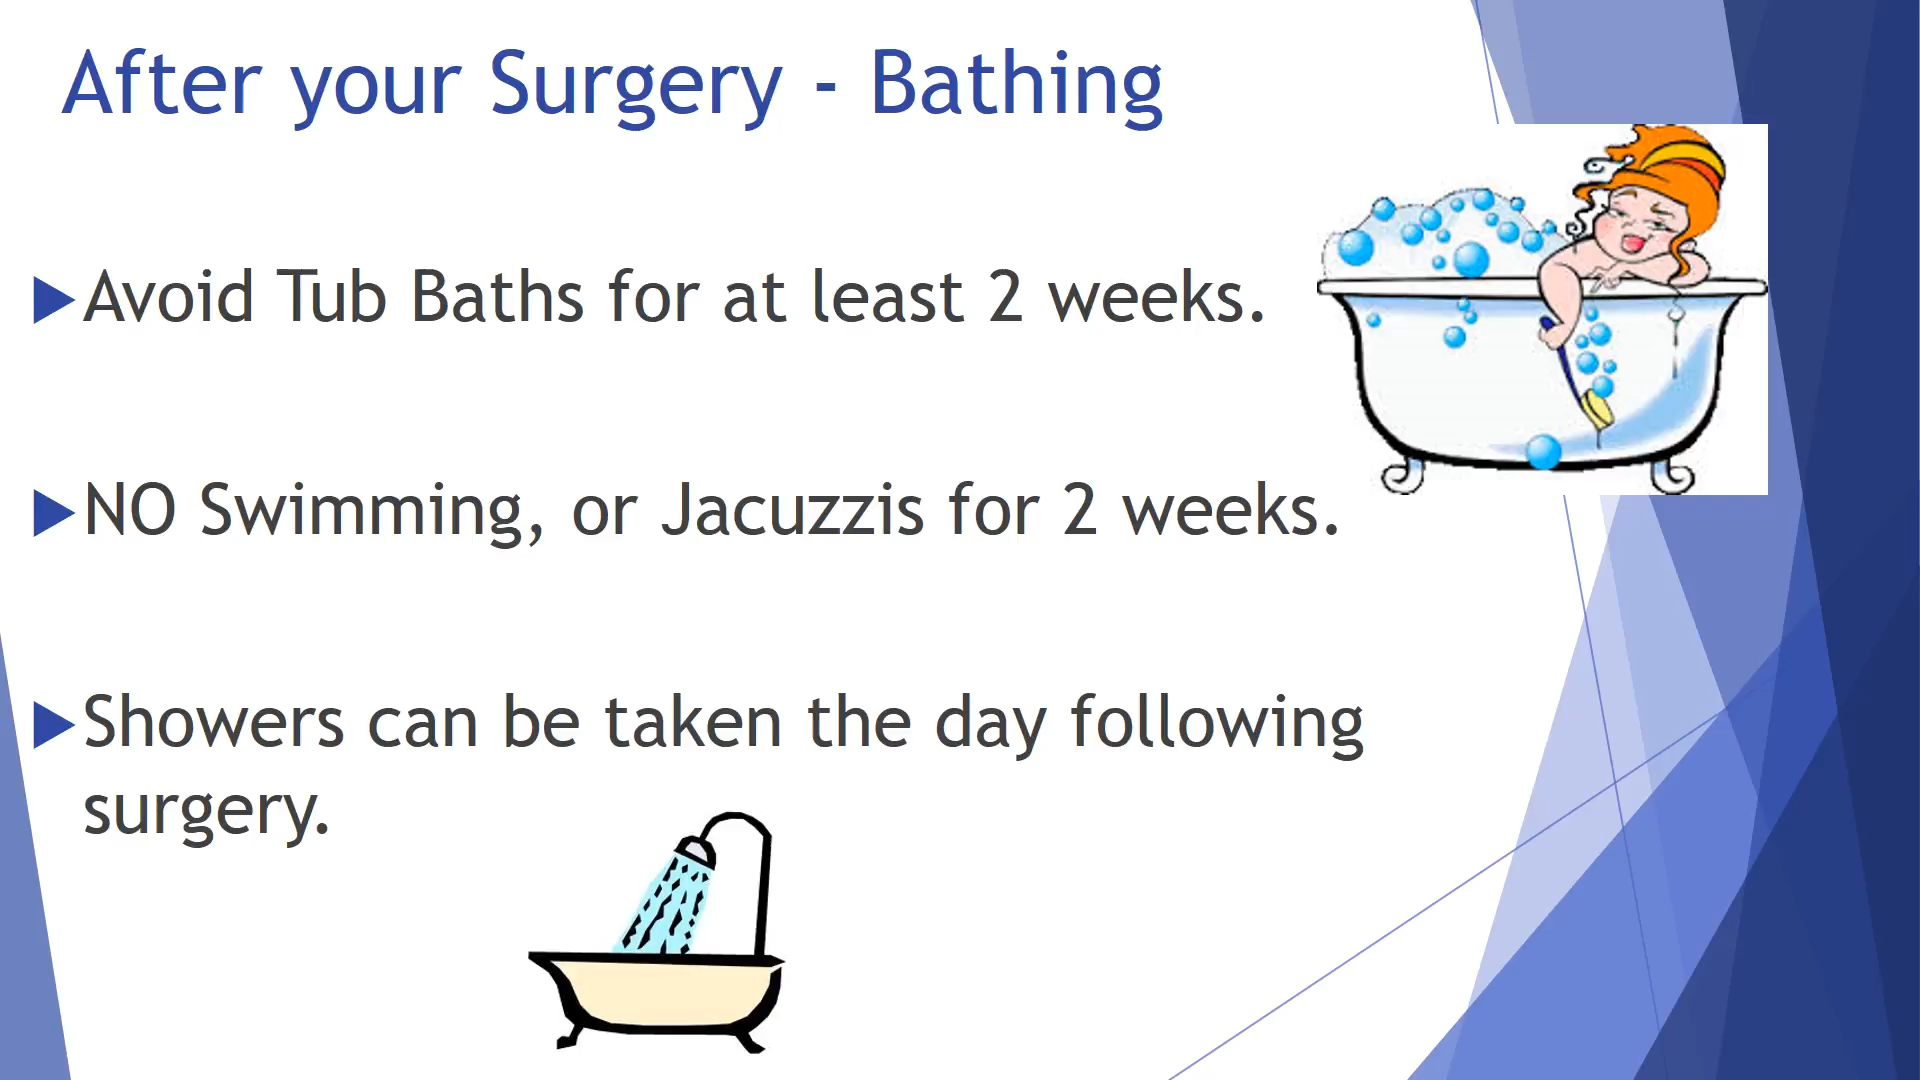 After your Surgery - Bathing
Avoid Tub Baths for at least 2 weeks.
NO Swimming, or Jacuzzis for 2 weeks.
Showers can be taken the day following
surgery.